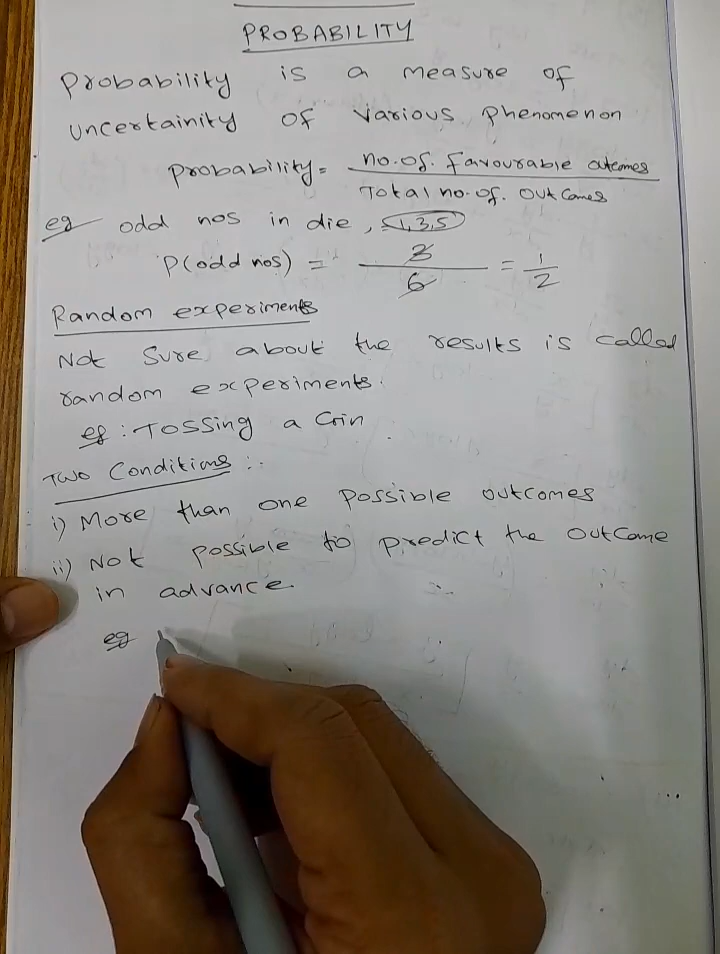 PROBABILITY
Probability is a measure of
uncertainity of various phenomenon
Probability = no. of. favourable outcomes
Total no. of. outcomes
eg odd nos in die, 1,3,5
P(odd nos) = 3/6 = 1/2
Random experiments
Not sure about the results is called
random experiments.
eg : Tossing a coin
Two Conditions :.
i) More than one possible outcomes
ii) Not possible to predict the outcome
in advance.
eg